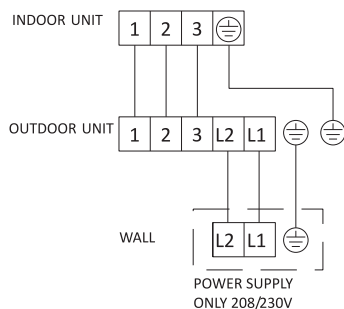 INDOOR UNIT
1 2 3
OUTDOOR UNIT
1 2 3 L2 L1
WALL
L2 L1
POWER SUPPLY
ONLY 208/230V